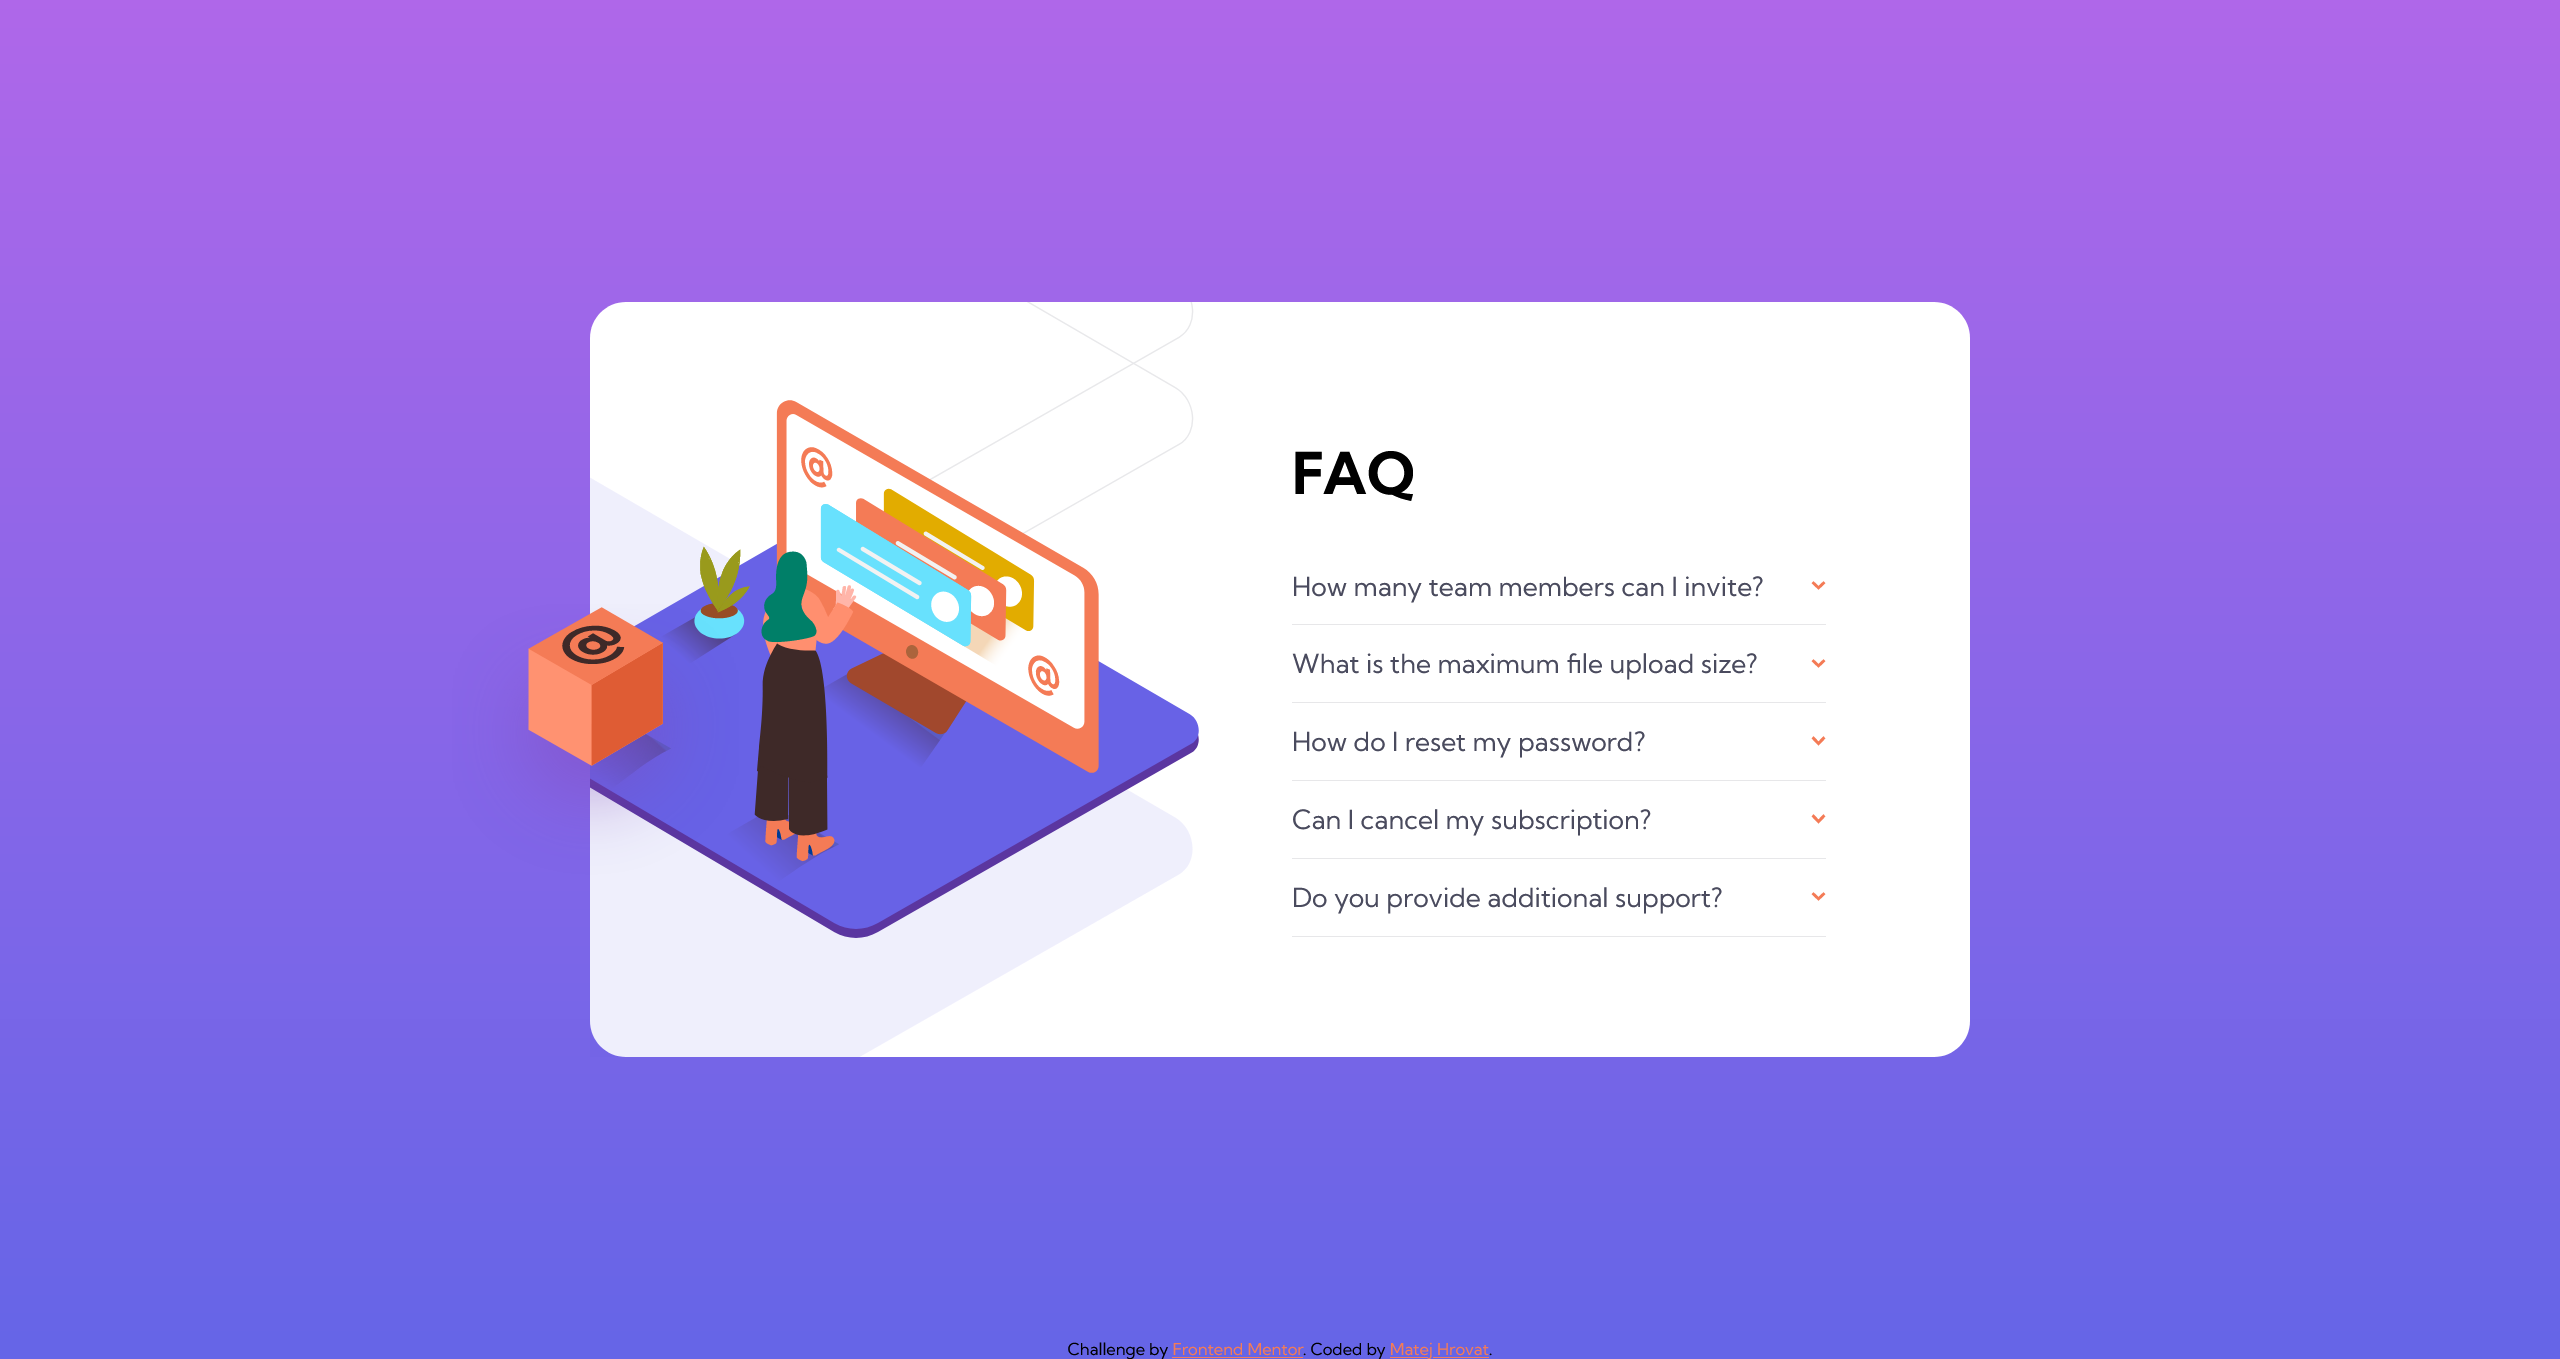 @
@
@
FAQ
How many team members can I invite?
What is the maximum file upload size?
How do I reset my password?
Can I cancel my subscription?
Do you provide additional support?
Challenge by Frontend Mentor. Coded by Matej Hrovat.